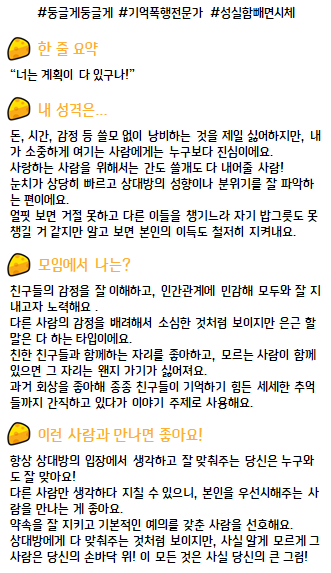 #둥글게둥글게 #기억폭행전문가 #성실함빼면시체
한 줄 요약
“너는 계획이 다 있구나!”
내 성격은...
돈, 시간, 감정 등 쓸모 없이 낭비하는 것을 제일 싫어하지만, 내
가 소중하게 여기는 사람에게는 누구보다 진심이에요.
사랑하는 사람을 위해서는 간도 쓸개도 다 내어줄 사람!
눈치가 상당히 빠르고 상대방의 성향이나 분위기를 잘 파악하
는 편이에요.
얼핏 보면 거절 못하고 다른 이들을 챙기느라 자기 밥그릇도 못
챙길 거 같지만 알고 보면 본인의 이득도 철저히 지켜내요.
모임에서 나는?
친구들의 감정을 잘 이해하고, 인간관계에 민감해 모두와 잘 지
내고자 노력해요 .
다른 사람의 감정을 배려해서 소심한 것처럼 보이지만 은근 할
말은 다 하는 타입이에요.
친한 친구들과 함께하는 자리를 좋아하고, 모르는 사람이 함께
있으면 그 자리는 왠지 가기가 싫어져요.
과거 회상을 좋아해 종종 친구들이 기억하기 힘든 세세한 추억
들까지 간직하고 있다가 이야기 주제로 사용해요.
이런 사람과 만나면 좋아요!
항상 상대방의 입장에서 생각하고 잘 맞춰주는 당신은 누구와
도 잘 맞아요!
다른 사람만 생각하다 지칠 수 있으니, 본인을 우선시해주는 사
람을 만나는 게 좋아요.
약속을 잘 지키고 기본적인 예의를 갖춘 사람을 선호해요.
상대방에게 다 맞춰주는 것처럼 보이지만, 사실 알게 모르게 그
사람은 당신의 손바닥 위! 이 모든 것은 사실 당신의 큰 그림!